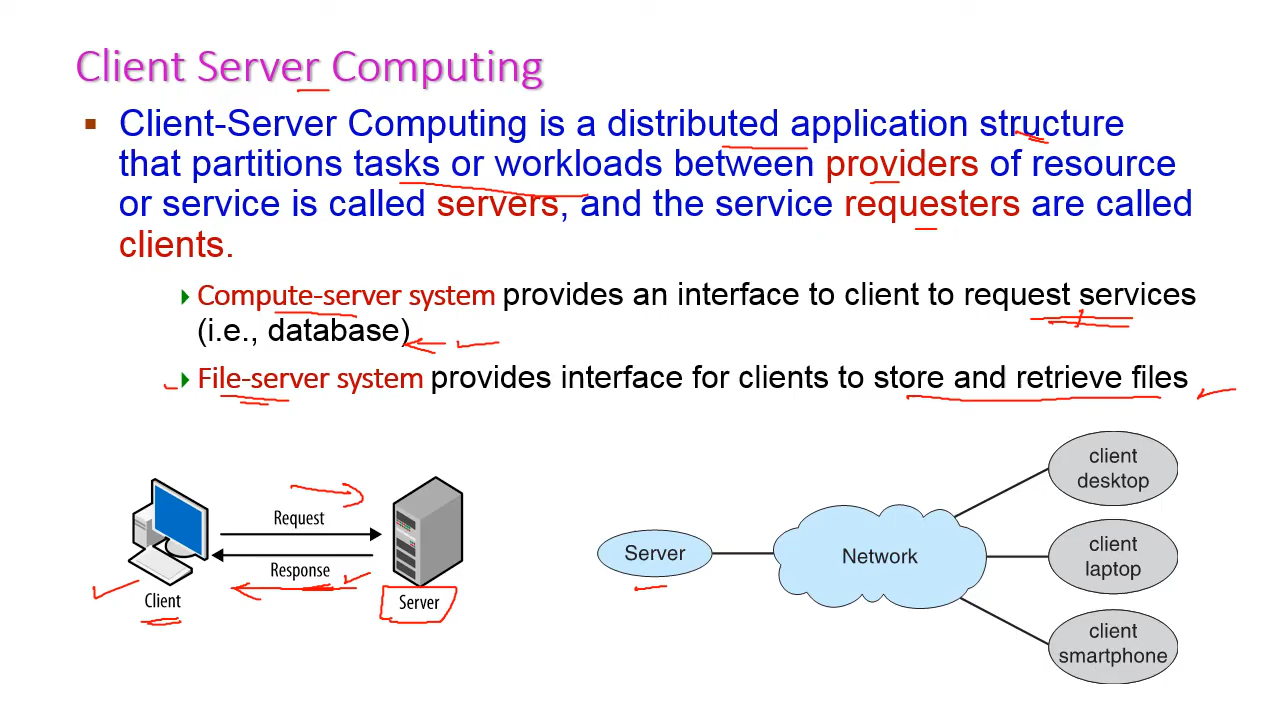 Client Server Computing
Client-Server Computing is a distributed application structure
that partitions tasks or workloads between providers of resource
or service is called servers, and the service requesters are called
clients.
Compute-server system provides an interface to client to request services
(i.e., database)
File-server system provides interface for clients to store and retrieve files
Request
Response
Client
Server
Server
Network
client
desktop
client
laptop
client
smartphone